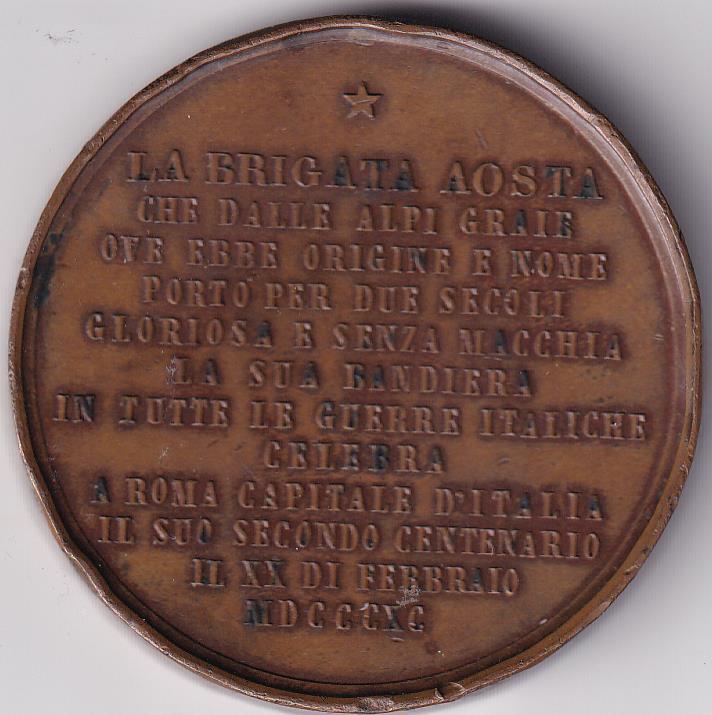 LA BRIGATA AOSTA
CHE DALLE ALPI GRAIE
OVE EBBE ORIGINE E NOME
PORTO PER DUE SECOLI
GLORIOSA E SENZA MACCHIA
LA SUA BANDIERA
IN TUTTE LE GUERRE ITALICHE
CELEBRA
A ROMA CAPITALE D'ITALIA
IL SUO SECONDO CENTENARIO
IL XX DI FEBBRAIO
MDCCCXC